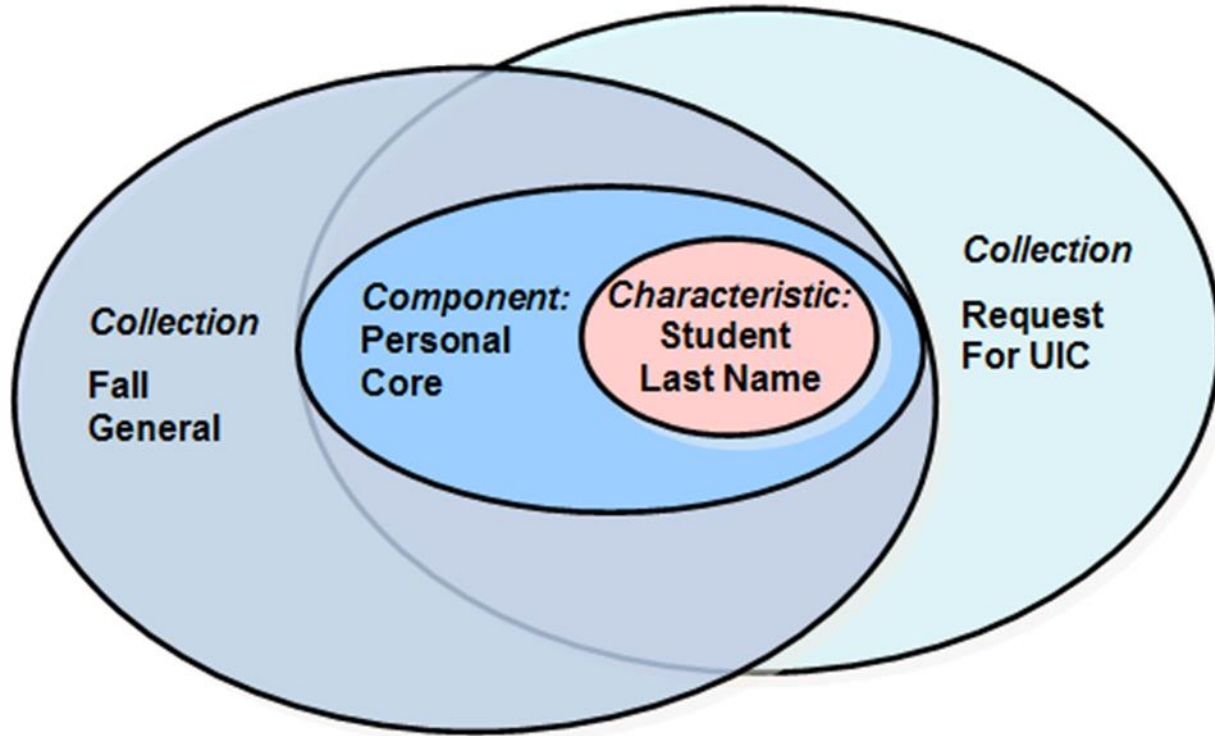 Collection
Fall
General
Component:
Personal
Core
Characteristic:
Student
Last Name
Collection
Request
For UIC